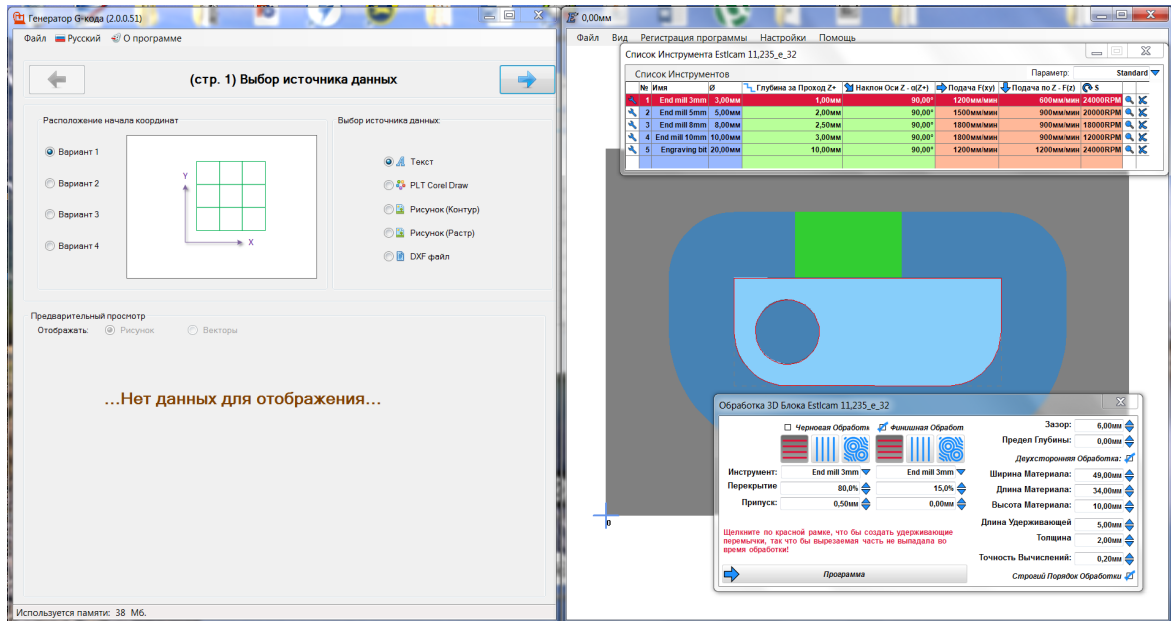 Генератор G-кода (2.0.0.51)
Файл Русский О программе
(стр. 1) Выбор источника данных
Расположение начала координат
Вариант 1
Вариант 2
Вариант 3
Вариант 4
Y
X
Выбор источника данных:
Текст
PLT Corel Draw
Рисунок (Контур)
Рисунок (Растр)
DXF файл
Предварительный просмотр
Отображать: Рисунок Векторы
...Нет данных для отображения...
Используется памяти: 38 Мб.
0,00мм
Файл Вид Регистрация программы Настройки Помощь
Список Инструмента Estlcam 11,235_e_32
Список Инструментов Параметр: Standard
№ Имя Ø Глубина за Проход Z+ Наклон Оси Z - α(Z+) Подача F(xy) Подача по Z - F(z) S
1 End mill 3mm 3,00мм 1,00мм 90,00° 1200мм/мин 600мм/мин 24000RPM
2 End mill 5mm 5,00мм 2,00мм 90,00° 1500мм/мин 900мм/мин 20000RPM
3 End mill 8mm 8,00мм 2,50мм 90,00° 1800мм/мин 900мм/мин 18000RPM
4 End mill 10mm 10,00мм 3,00мм 90,00° 1800мм/мин 900мм/мин 12000RPM
5 Engraving bit 20,00мм 10,00мм 90,00° 1200мм/мин 1200мм/мин 24000RPM
0
Обработка 3D Блока Estlcam 11,235_e_32
Черновая Обработк Финишная Обработ
Инструмент: End mill 3mm End mill 3mm
Перекрытие 80,0% 15,0%
Припуск: 0,50мм 0,00мм
Щелкните по красной рамке, что бы создать удерживающие
перемычки, так что бы вырезаемая часть не выпадала во
время обработки!
Программа
Зазор: 6,00мм
Предел Глубины: 0,00мм
Двухсторонняя Обработка:
Ширина Материала: 49,00мм
Длина Материала: 34,00мм
Высота Материала: 10,00мм
Длина Удерживающей 5,00мм
Толщина 2,00мм
Точность Вычислений: 0,20мм
Строгий Порядок Обработки